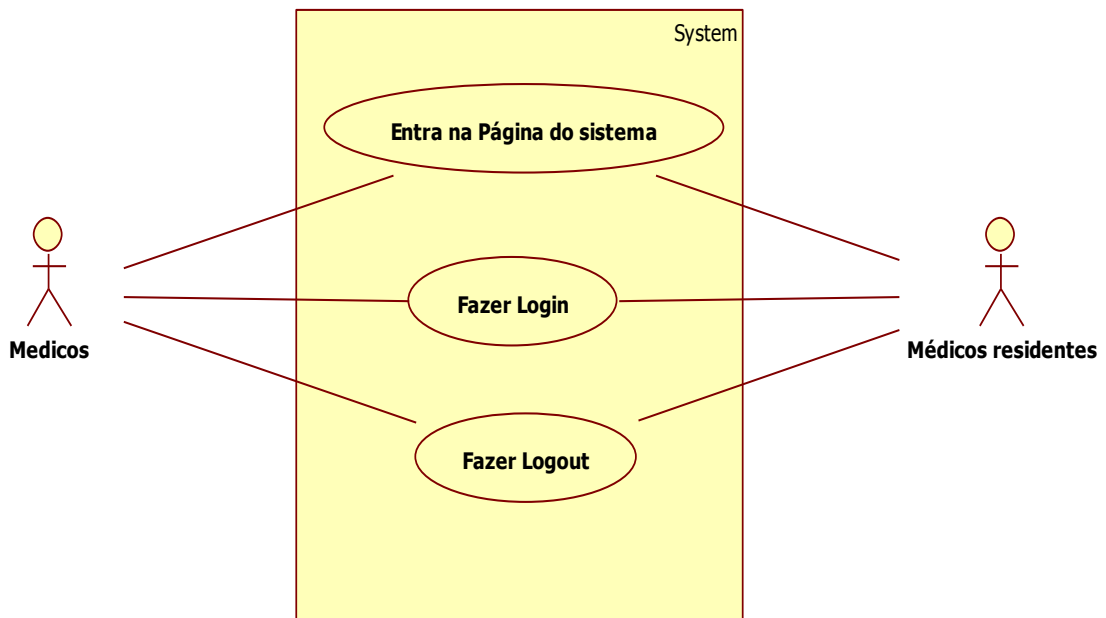 System
Entra na Página do sistema
Fazer Login
Medicos
Médicos residentes
Fazer Logout